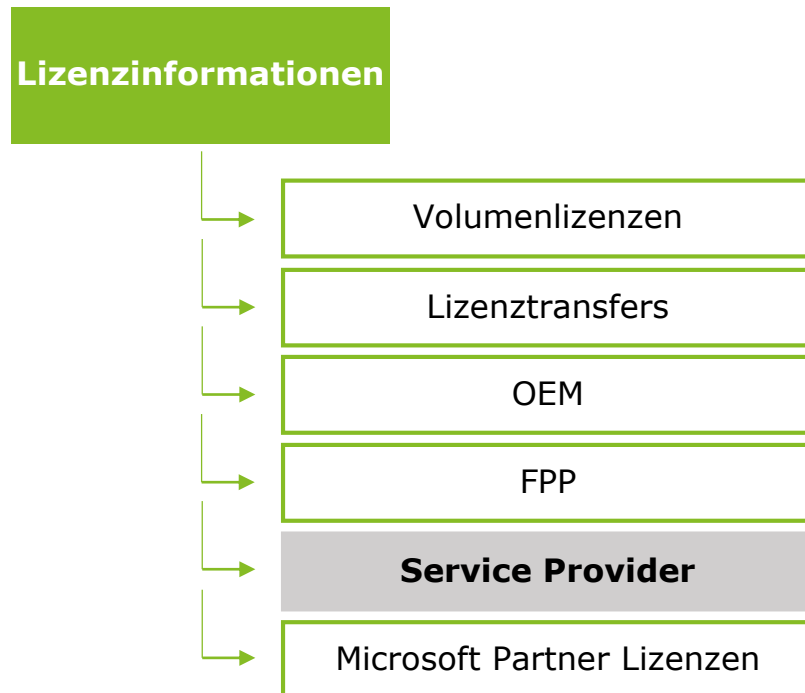 Lizenzinformationen
Volumenlizenzen
Lizenztransfers
OEM
FPP
Service Provider
Microsoft Partner Lizenzen